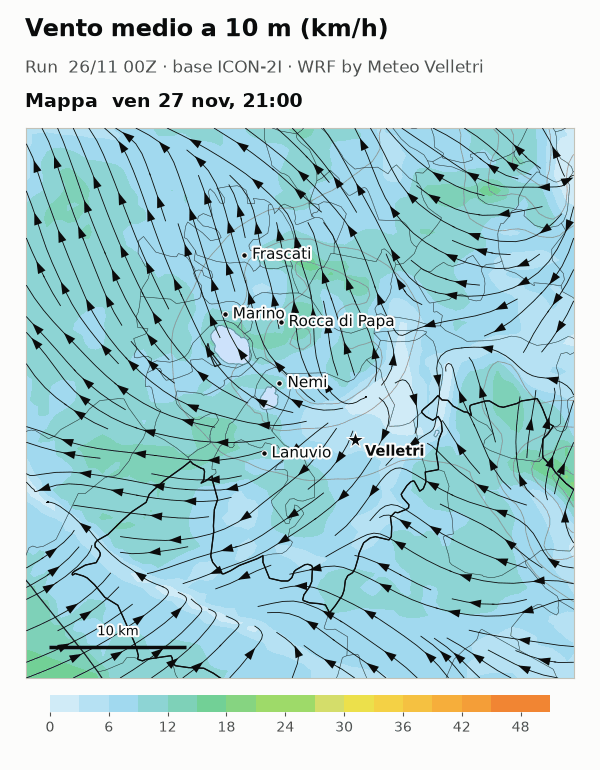 Vento medio a 10 m (km/h)
Run 26/11 00Z · base ICON-2I · WRF by Meteo Velletri
Mappa ven 27 nov, 21:00
Frascati
Marino
Rocca di Papa
Nemi
Velletri
Lanuvio
10 km
0 6 12 18 24 30 36 42 48